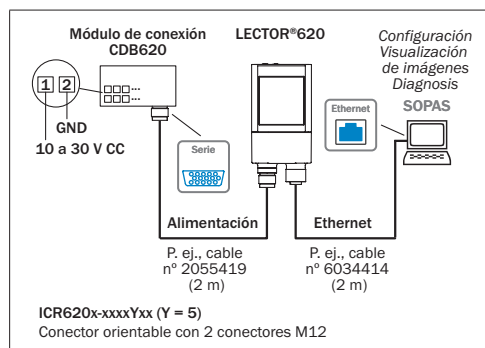 Módulo de conexión
CDB620
LECTOR®620
Configuración
Visualización
de imágenes
Diagnosis
SOPAS
1 2
GND
10 a 30 V CC
Serie
Ethernet
Alimentación
Ethernet
P. ej., cable
nº 2055419
(2 m)
P. ej., cable
nº 6034414
(2 m)
ICR620x-xxxxYxx (Y = 5)
Conector orientable con 2 conectores M12